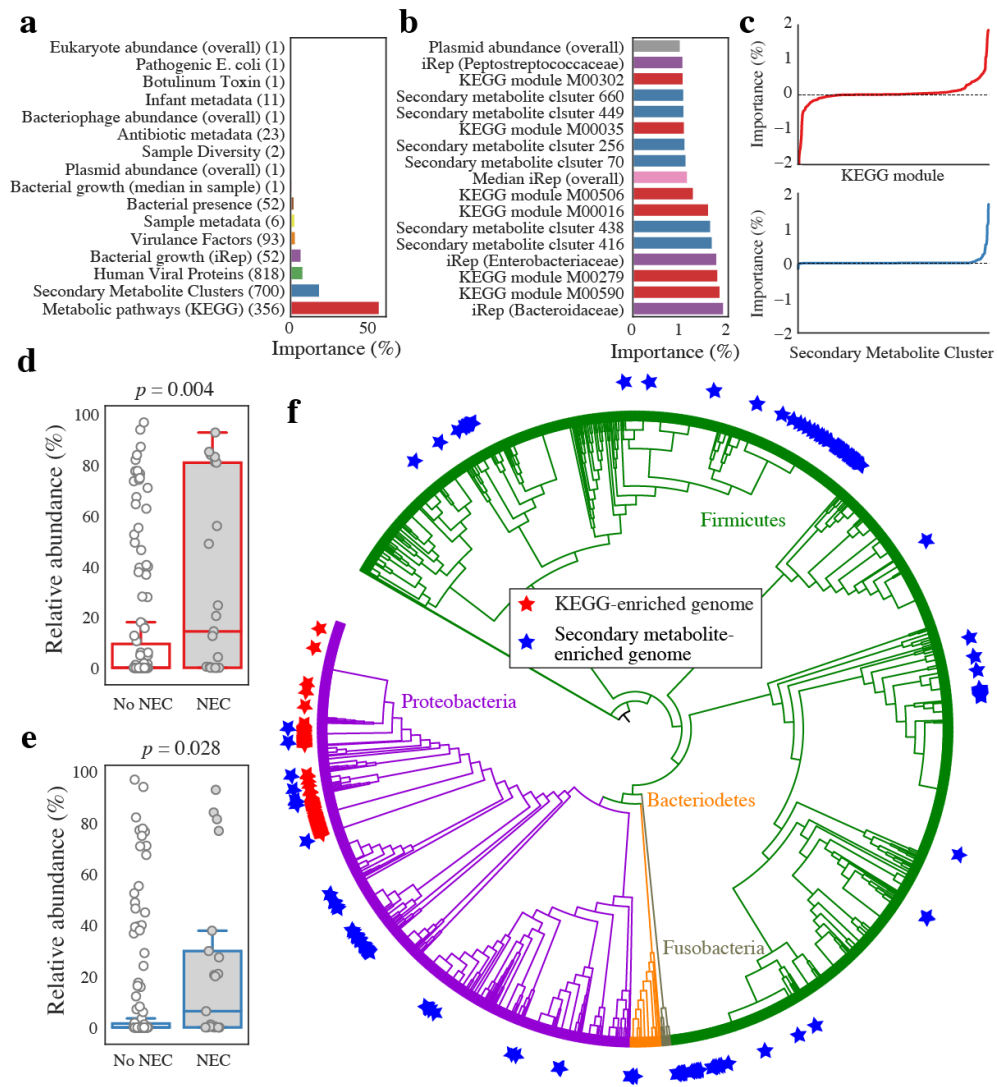 a
Eukaryote abundance (overall) (1)
Pathogenic E. coli (1)
Botulinum Toxin (1)
Infant metadata (11)
Bacteriophage abundance (overall) (1)
Antibiotic metadata (23)
Sample Diversity (2)
Plasmid abundance (overall) (1)
Bacterial growth (median in sample) (1)
Bacterial presence (52)
Sample metadata (6)
Virulance Factors (93)
Bacterial growth (iRep) (52)
Human Viral Proteins (818)
Secondary Metabolite Clusters (700)
Metabolic pathways (KEGG) (356)
0 50
Importance (%)
b
Plasmid abundance (overall)
iRep (Peptostreptococcaceae)
KEGG module M00302
Secondary metabolite clsuter 660
Secondary metabolite clsuter 449
KEGG module M00035
Secondary metabolite clsuter 256
Secondary metabolite clsuter 70
Median iRep (overall)
KEGG module M00506
KEGG module M00016
Secondary metabolite clsuter 438
Secondary metabolite clsuter 416
iRep (Enterobacteriaceae)
KEGG module M00279
KEGG module M00590
iRep (Bacteroidaceae)
0 1 2
Importance (%)
c
Importance (%)
2
1
0
−1
−2
KEGG module
Importance (%)
2
1
0
−1
−2
Secondary Metabolite Cluster
d
p = 0.004
Relative abundance (%)
100
80
60
40
20
0
No NEC NEC
e
p = 0.028
Relative abundance (%)
100
80
60
40
20
0
No NEC NEC
f
Firmicutes
KEGG-enriched genome
Secondary metabolite-
enriched genome
Proteobacteria
Bacteriodetes
Fusobacteria